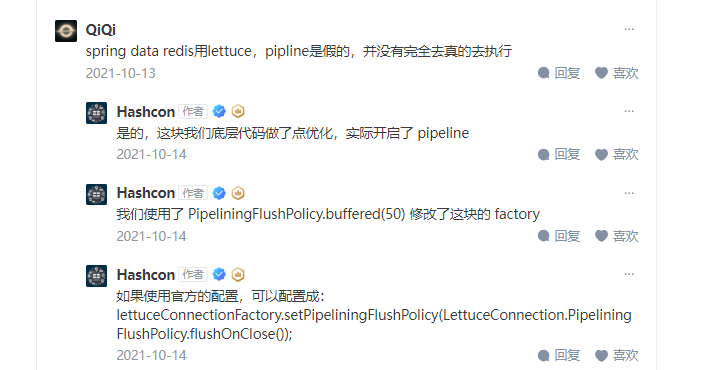 QiQi
spring data redis用lettuce，pipline是假的，并没有完全去真的去执行
2021-10-13 回复 喜欢
Hashcon 作者
是的，这块我们底层代码做了点优化，实际开启了 pipeline
2021-10-14 回复 喜欢
Hashcon 作者
我们使用了 PipeliningFlushPolicy.buffered(50) 修改了这块的 factory
2021-10-14 回复 喜欢
Hashcon 作者
如果使用官方的配置，可以配置成：
lettuceConnectionFactory.setPipeliningFlushPolicy(LettuceConnection.Pipelining
FlushPolicy.flushOnClose());
2021-10-14 回复 喜欢